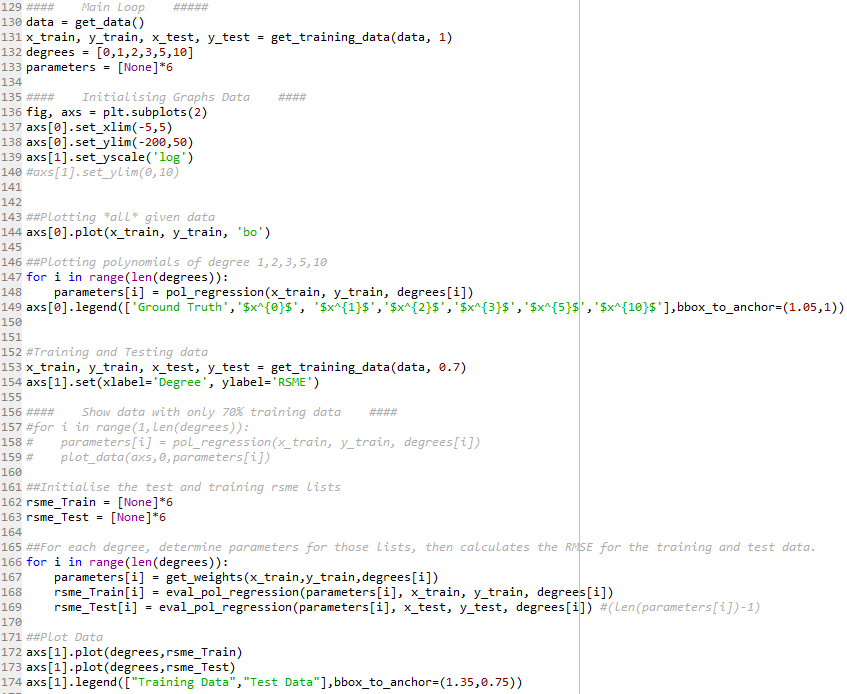 129 ####    Main Loop    #####
130 data = get_data()
131 x_train, y_train, x_test, y_test = get_training_data(data, 1)
132 degrees = [0,1,2,3,5,10]
133 parameters = [None]*6
134
135 ####    Initialising Graphs Data    ####
136 fig, axs = plt.subplots(2)
137 axs[0].set_xlim(-5,5)
138 axs[0].set_ylim(-200,50)
139 axs[1].set_yscale('log')
140 #axs[1].set_ylim(0,10)
141
142
143 ##Plotting *all* given data
144 axs[0].plot(x_train, y_train, 'bo')
145
146 ##Plotting polynomials of degree 1,2,3,5,10
147 for i in range(len(degrees)):
148     parameters[i] = pol_regression(x_train, y_train, degrees[i])
149 axs[0].legend(['Ground Truth','$x^{0}$', '$x^{1}$','$x^{2}$','$x^{3}$','$x^{5}$','$x^{10}$'],bbox_to_anchor=(1.05,1))
150
151
152 #Training and Testing data
153 x_train, y_train, x_test, y_test = get_training_data(data, 0.7)
154 axs[1].set(xlabel='Degree', ylabel='RSME')
155
156 ####    Show data with only 70% training data    ####
157 #for i in range(1,len(degrees)):
158 #    parameters[i] = pol_regression(x_train, y_train, degrees[i])
159 #    plot_data(axs,0,parameters[i])
160
161 ##Initialise the test and training rsme lists
162 rsme_Train = [None]*6
163 rsme_Test = [None]*6
164
165 ##For each degree, determine parameters for those lists, then calculates the RMSE for the training and test data.
166 for i in range(len(degrees)):
167     parameters[i] = get_weights(x_train,y_train,degrees[i])
168     rsme_Train[i] = eval_pol_regression(parameters[i], x_train, y_train, degrees[i])
169     rsme_Test[i] = eval_pol_regression(parameters[i], x_test, y_test, degrees[i]) #(len(parameters[i])-1)
170
171 ##Plot Data
172 axs[1].plot(degrees,rsme_Train)
173 axs[1].plot(degrees,rsme_Test)
174 axs[1].legend(["Training Data","Test Data"],bbox_to_anchor=(1.35,0.75))